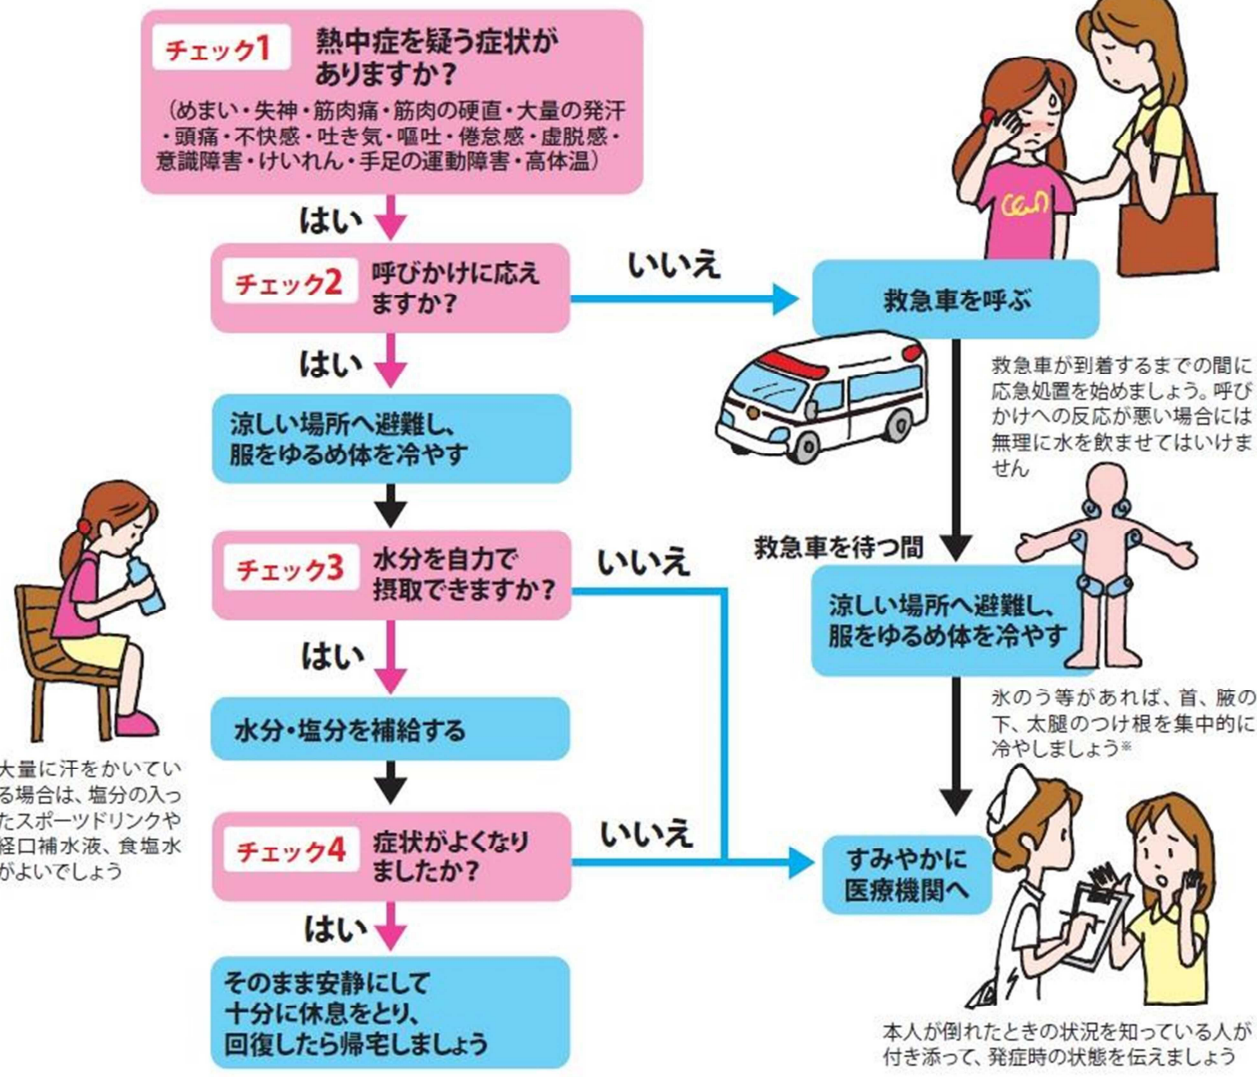 チェック1
熱中症を疑う症状が
ありますか？
（めまい・失神・筋肉痛・筋肉の硬直・大量の発汗
・頭痛・不快感・吐き気・嘔吐・倦怠感・虚脱感・
意識障害・けいれん・手足の運動障害・高体温）
はい
チェック2
呼びかけに応え
ますか？
いいえ
救急車を呼ぶ
はい
救急車が到着するまでの間に
応急処置を始めましょう。呼び
かけへの反応が悪い場合には
無理に水を飲ませてはいけま
せん
涼しい場所へ避難し、
服をゆるめ体を冷やす
チェック3
水分を自力で
摂取できますか？
いいえ
救急車を待つ間
涼しい場所へ避難し、
服をゆるめ体を冷やす
はい
氷のう等があれば、首、腋の
下、太腿のつけ根を集中的に
冷やしましょう※
水分・塩分を補給する
大量に汗をかいてい
る場合は、塩分の入っ
たスポーツドリンクや
経口補水液、食塩水
がよいでしょう
チェック4
症状がよくなり
ましたか？
いいえ
すみやかに
医療機関へ
はい
そのまま安静にして
十分に休息をとり、
回復したら帰宅しましょう
本人が倒れたときの状況を知っている人が
付き添って、発症時の状態を伝えましょう